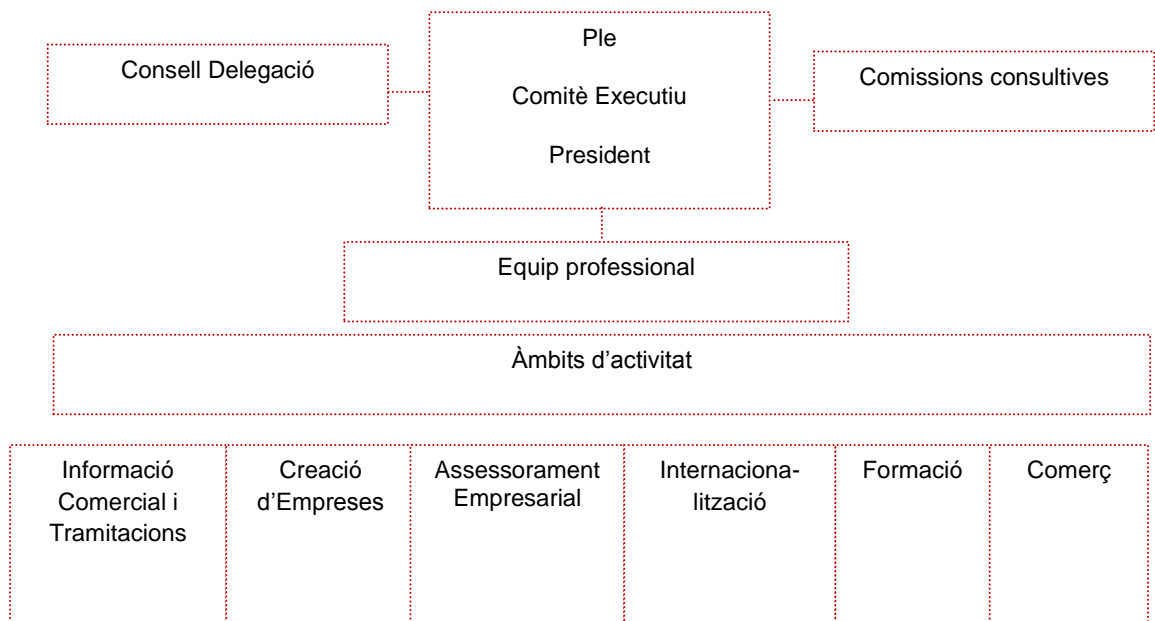 Ple
Consell Delegació
Comissions consultives
Comitè Executiu
President
Equip professional
Àmbits d’activitat
Informació
Comercial i
Tramitacions
Creació
d’Empreses
Assessorament
Empresarial
Internaciona-
lització
Formació
Comerç